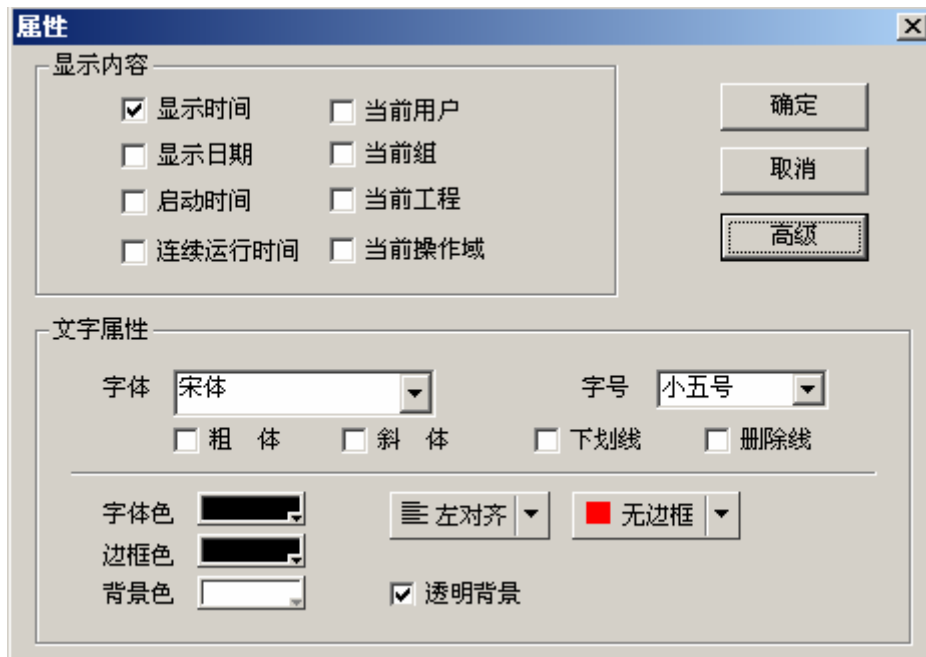 属性
显示内容
显示时间 当前用户
显示日期 当前组
启动时间 当前工程
连续运行时间 当前操作域
确定
取消
高级
文字属性
字体 宋体 字号 小五号
粗 体 斜 体 下划线 删除线
字体色 左对齐 无边框
边框色
背景色 透明背景